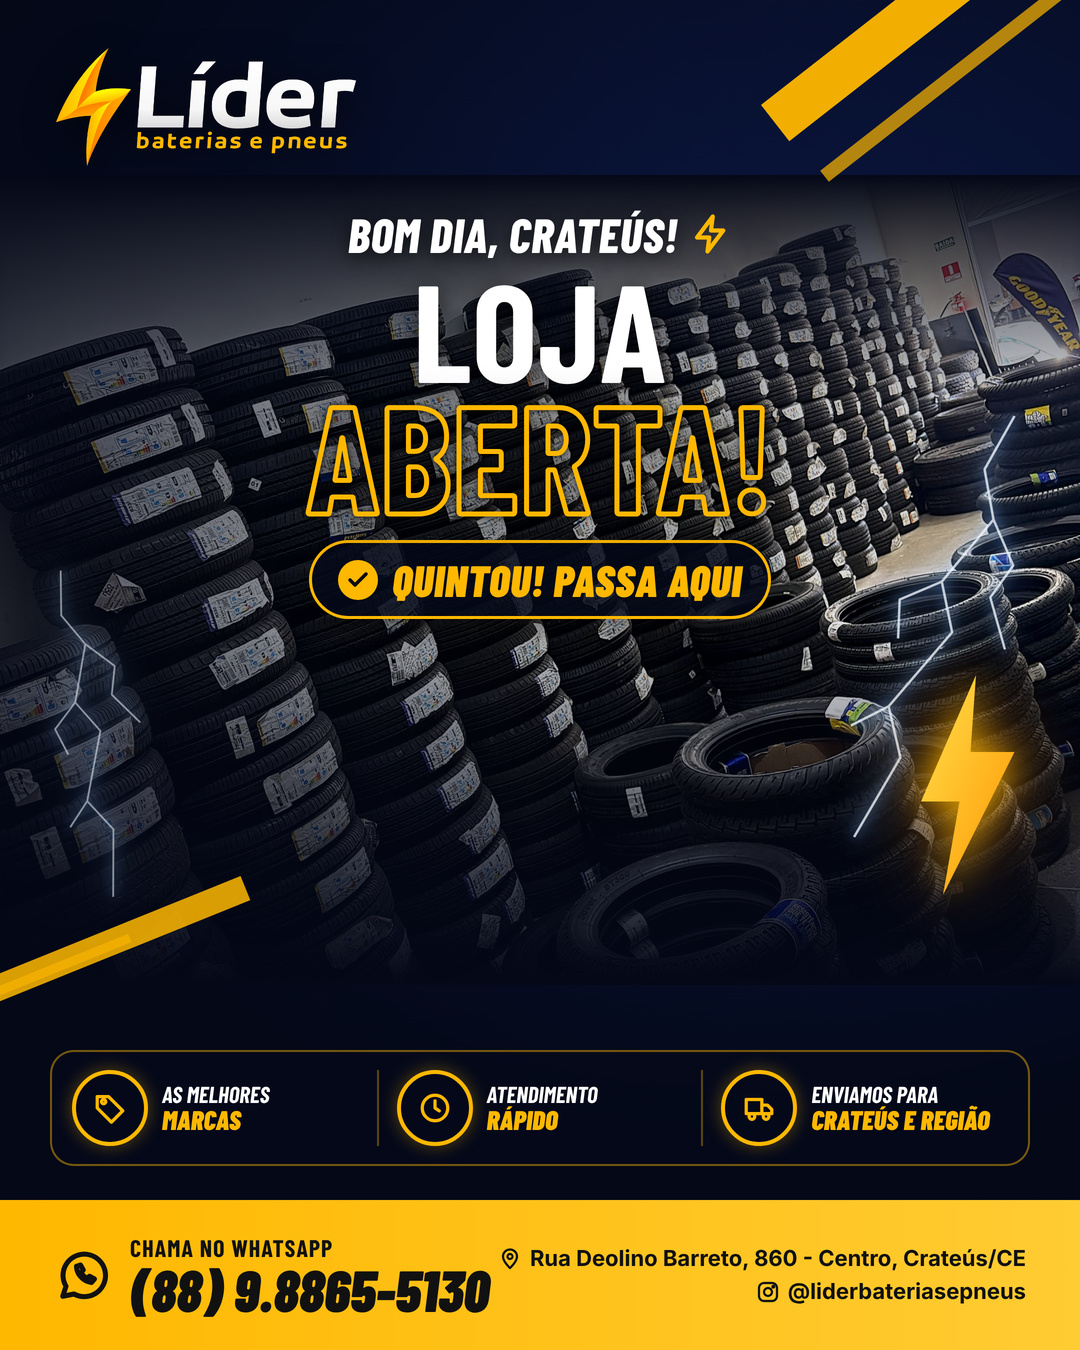 Líder
baterias e pneus
BOM DIA, CRATEÚS!
LOJA
ABERTA!
QUINTOU! PASSA AQUI
GOODYEAR
AS MELHORES
MARCAS
ATENDIMENTO
RÁPIDO
ENVIAMOS PARA
CRATEÚS E REGIÃO
CHAMA NO WHATSAPP
(88) 9.8865-5130
Rua Deolino Barreto, 860 - Centro, Crateús/CE
@liderbateriasepneus